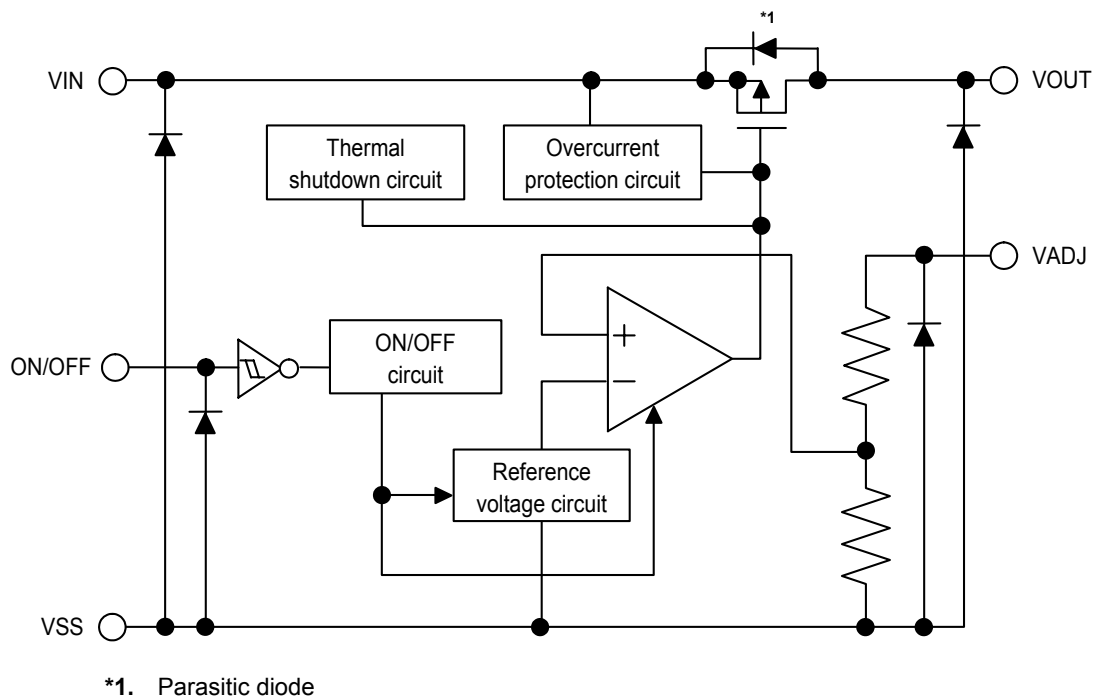 *1
VIN
VOUT
Thermal
shutdown circuit
Overcurrent
protection circuit
VADJ
ON/OFF
ON/OFF
circuit
+
−
Reference
voltage circuit
VSS
*1. Parasitic diode